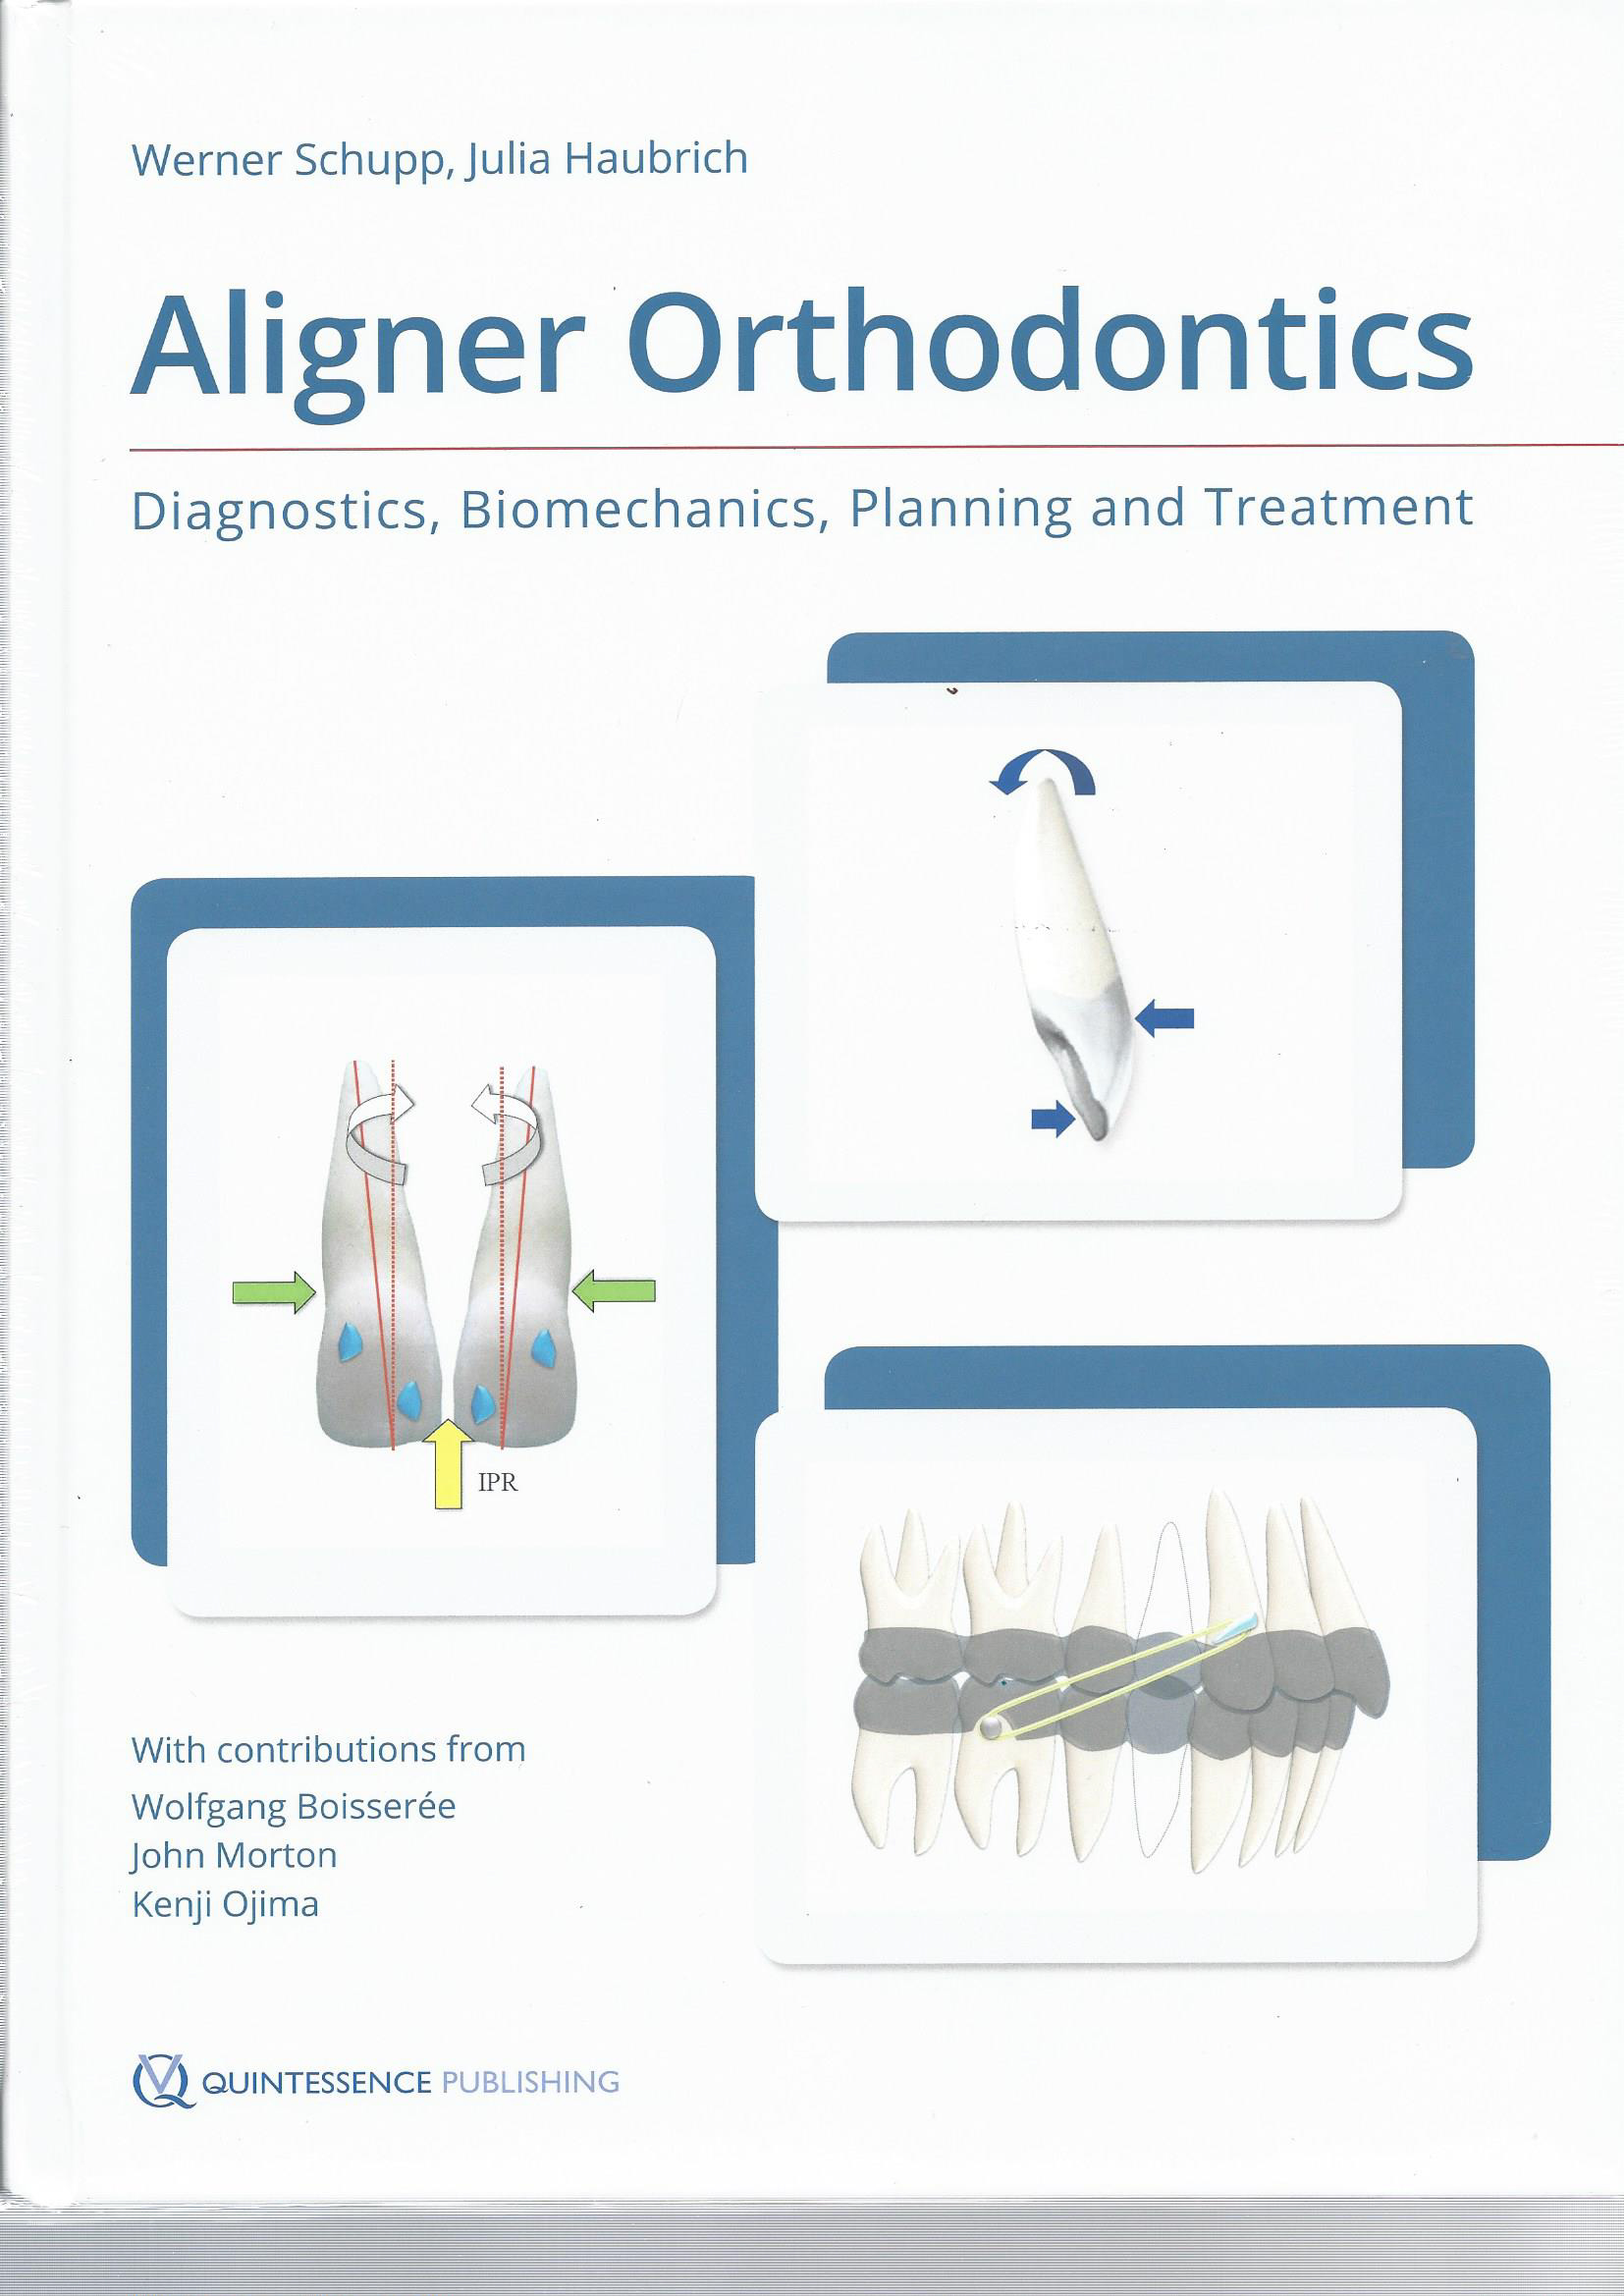 Werner Schupp, Julia Haubrich
Aligner Orthodontics
Diagnostics, Biomechanics, Planning and Treatment
IPR
With contributions from
Wolfgang Boisserée
John Morton
Kenji Ojima
QUINTESSENCE PUBLISHING